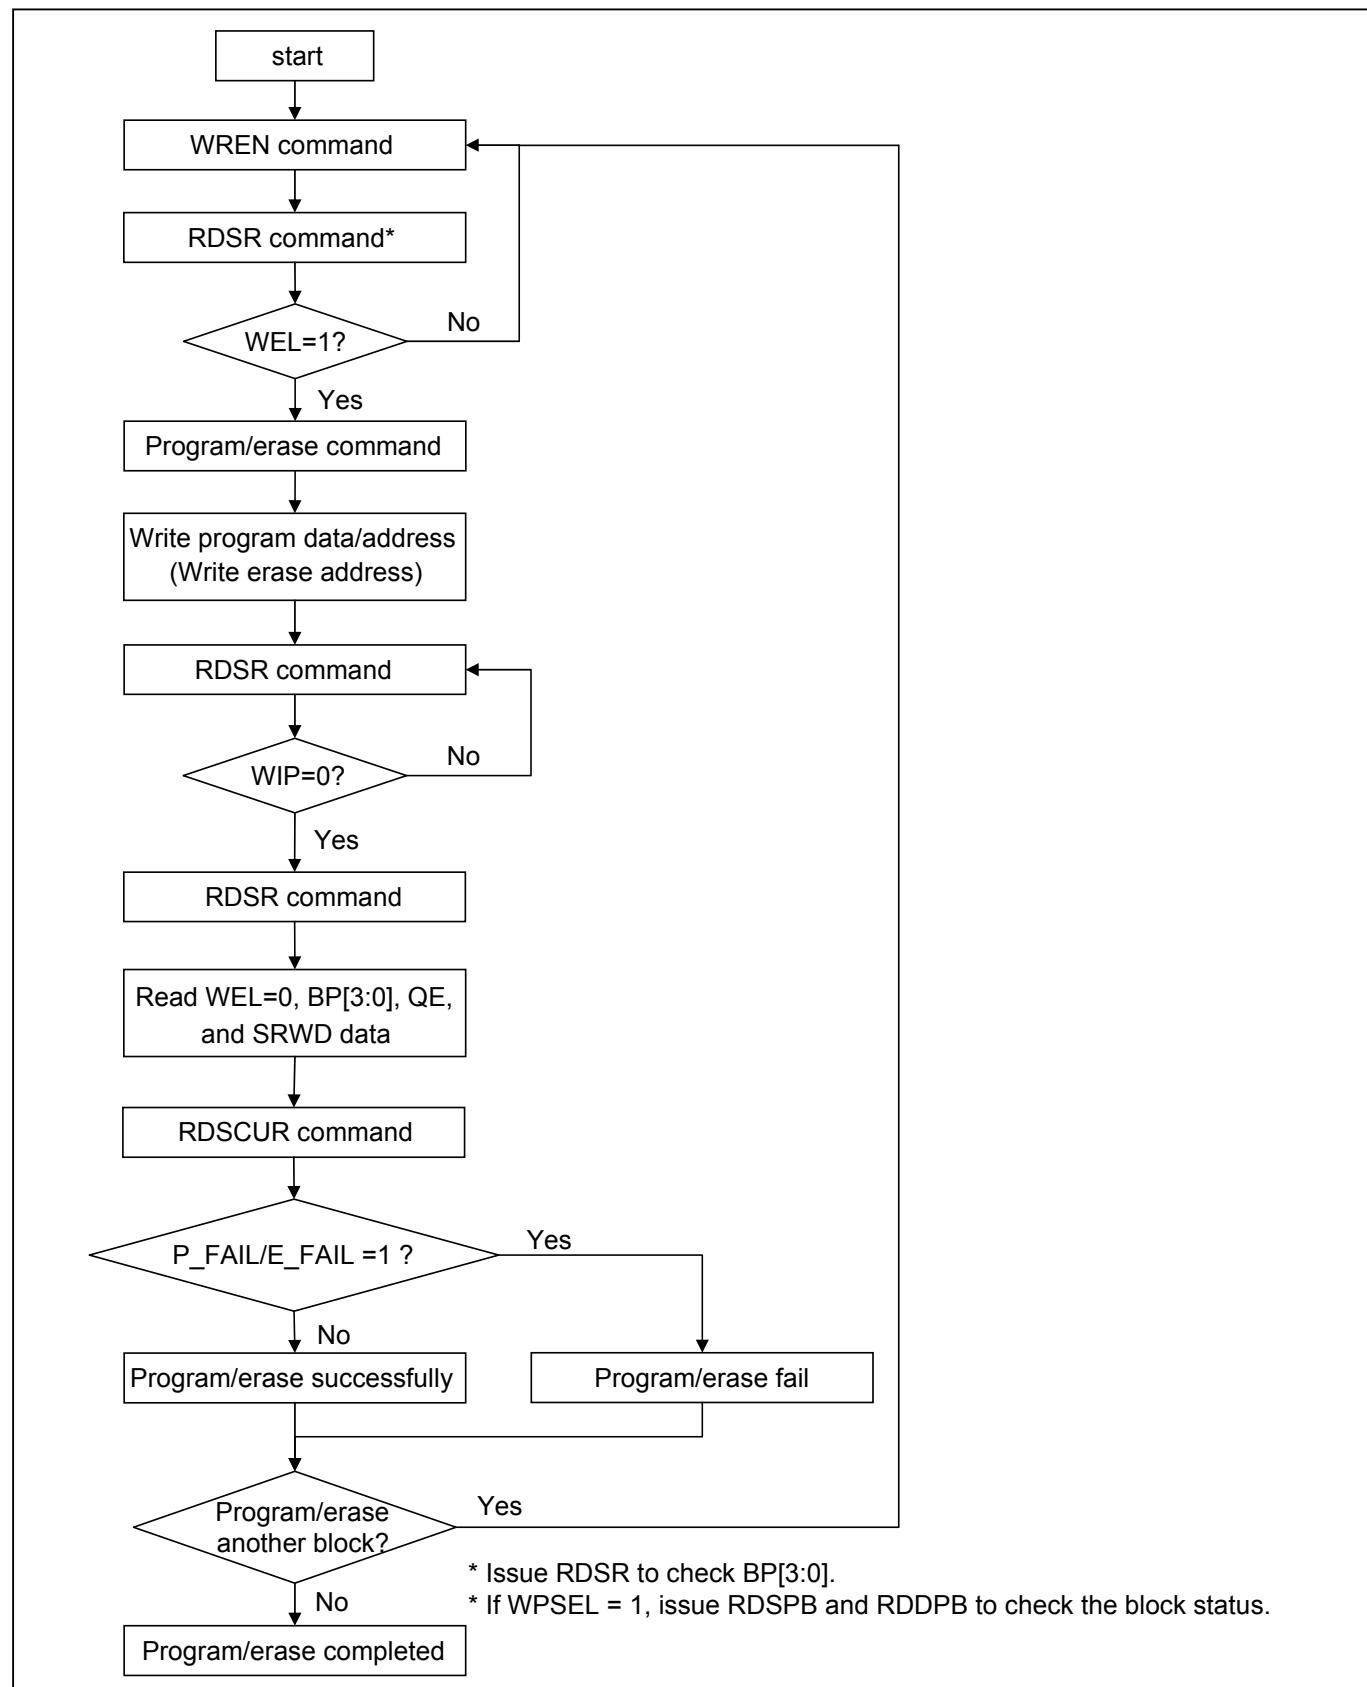 start
WREN command
RDSR command*
WEL=1?
No
Yes
Program/erase command
Write program data/address
(Write erase address)
RDSR command
WIP=0?
No
Yes
RDSR command
Read WEL=0, BP[3:0], QE,
and SRWD data
RDSCUR command
P_FAIL/E_FAIL =1 ?
Yes
No
Program/erase successfully
Program/erase fail
Program/erase
another block?
Yes
* Issue RDSR to check BP[3:0].
* If WPSEL = 1, issue RDSPB and RDDPB to check the block status.
No
Program/erase completed